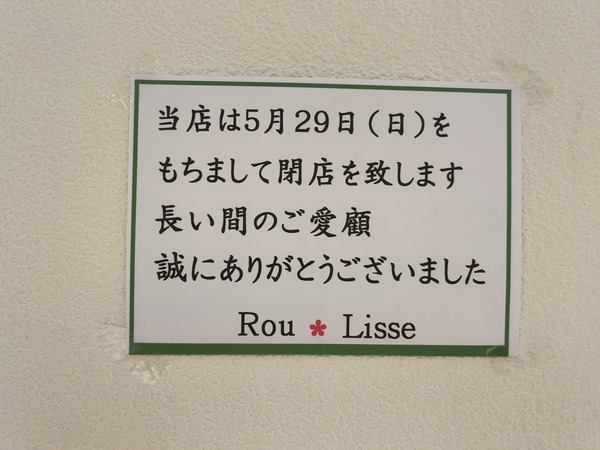 当店は5月29日(日)を
もちまして閉店を致します
長い間のご愛顧
誠にありがとうございました
Rou Lisse